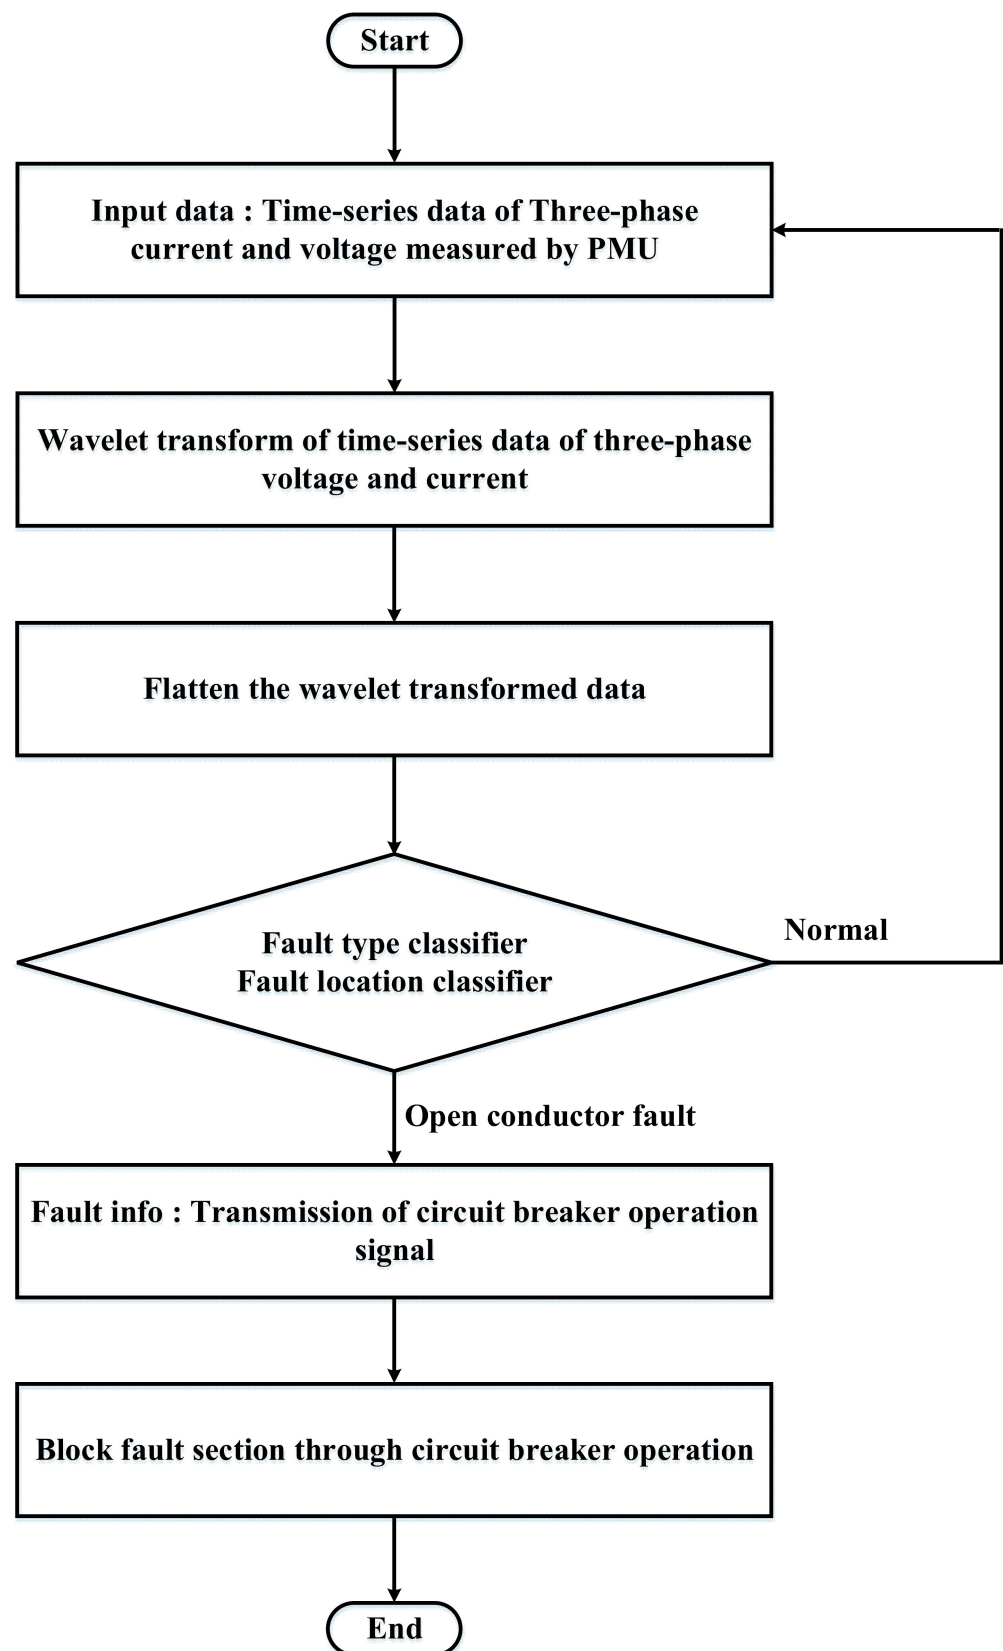 Start
Input data : Time-series data of Three-phase
current and voltage measured by PMU
Wavelet transform of time-series data of three-phase
voltage and current
Flatten the wavelet transformed data
Fault type classifier
Fault location classifier
Normal
Open conductor fault
Fault info : Transmission of circuit breaker operation
signal
Block fault section through circuit breaker operation
End